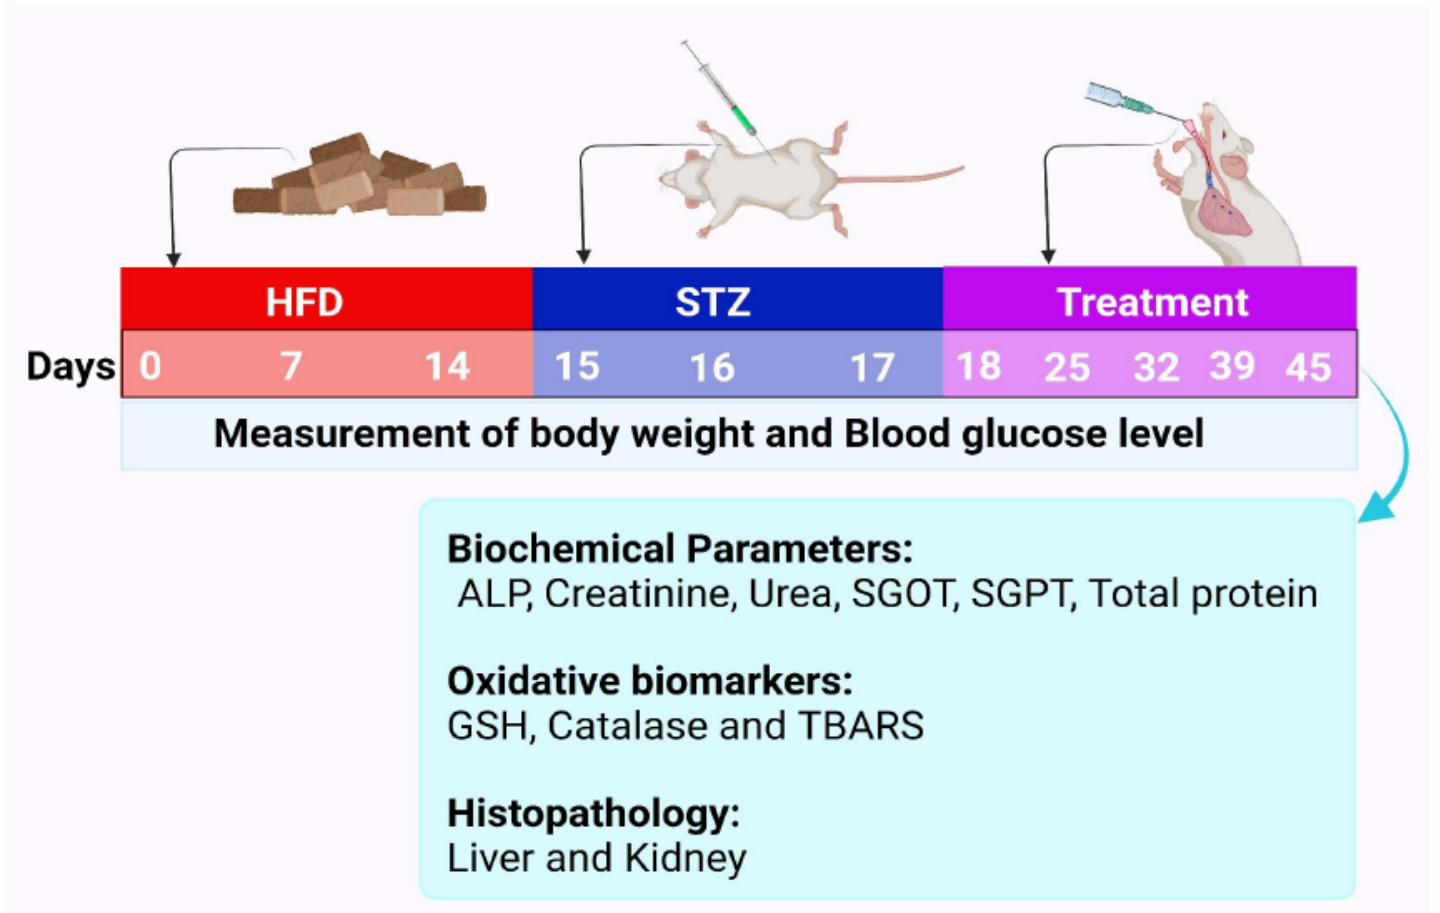 HFD STZ Treatment
Days 0 7 14 15 16 17 18 25 32 39 45
Measurement of body weight and Blood glucose level
Biochemical Parameters:
ALP, Creatinine, Urea, SGOT, SGPT, Total protein
Oxidative biomarkers:
GSH, Catalase and TBARS
Histopathology:
Liver and Kidney